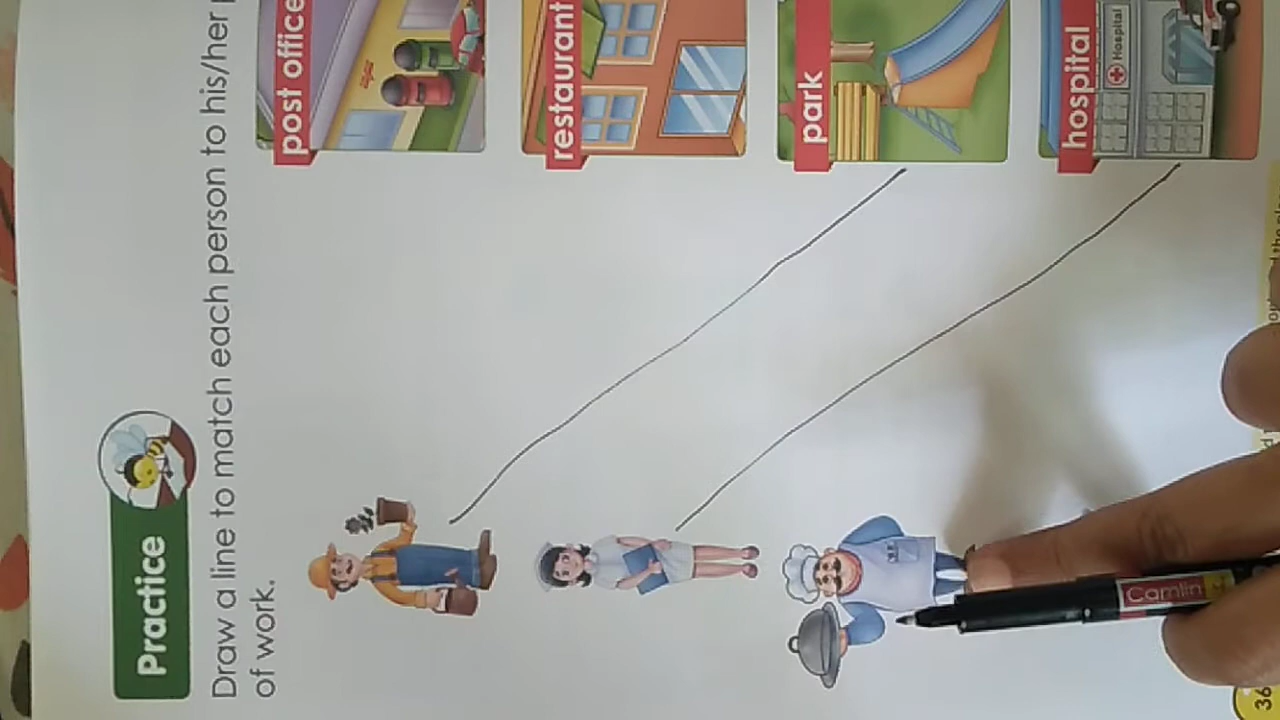 Practice
Draw a line to match each person to his/her
of work.
post office
restaurant
park
hospital
Hospital
Camlin
36